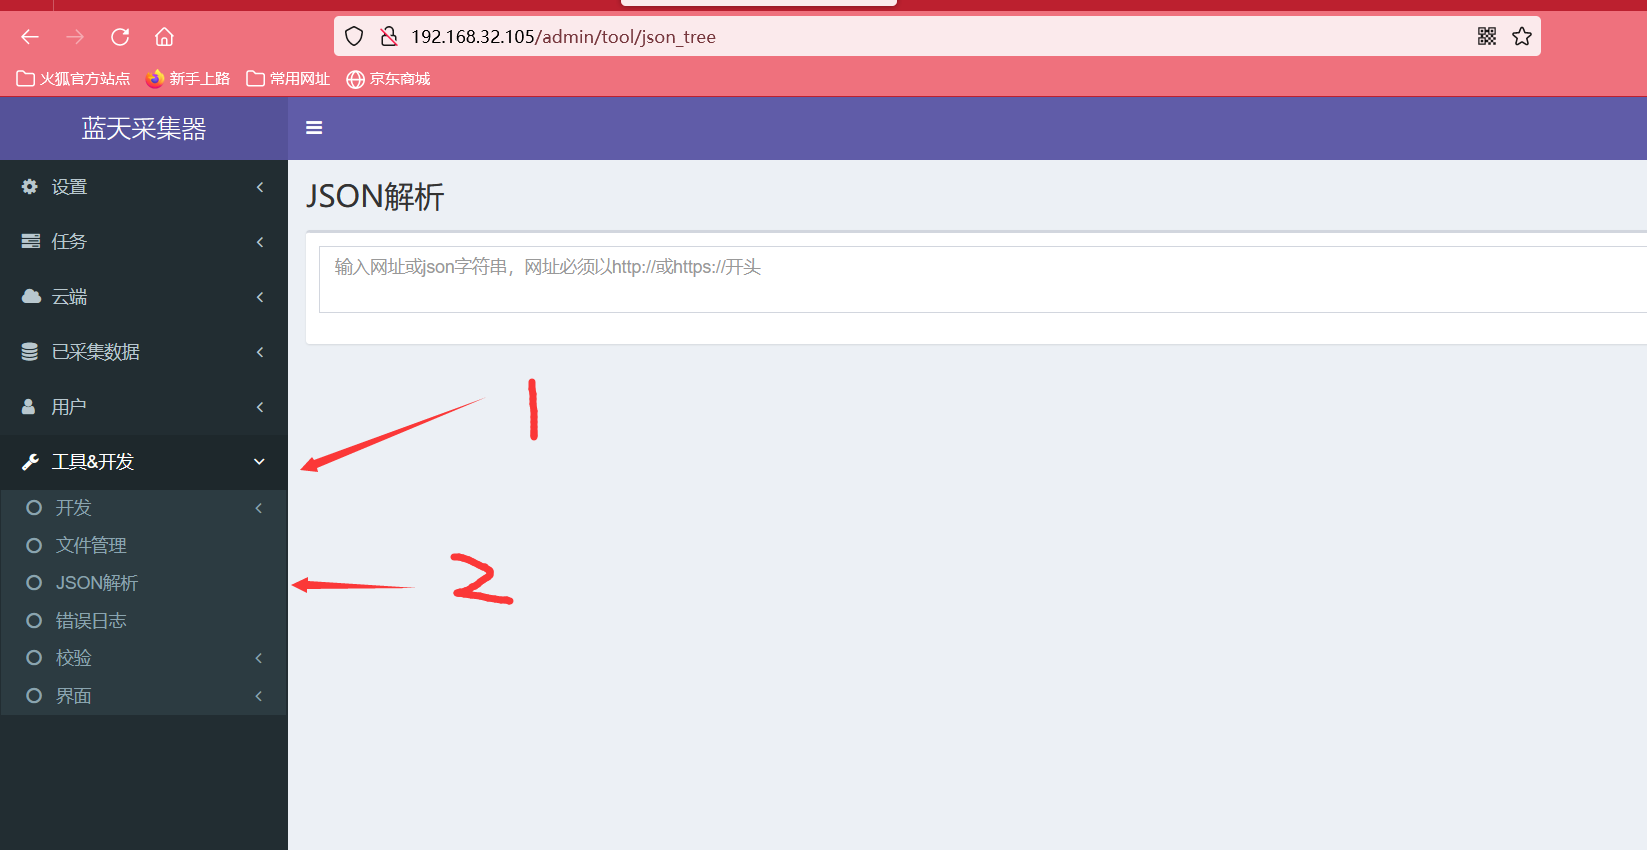 192.168.32.105/admin/tool/json_tree
火狐官方站点 新手上路 常用网址 京东商城
蓝天采集器
设置
任务
云端
已采集数据
用户
工具&开发
开发
文件管理
JSON解析
错误日志
校验
界面
JSON解析
输入网址或json字符串，网址必须以http://或https://开头
1
2